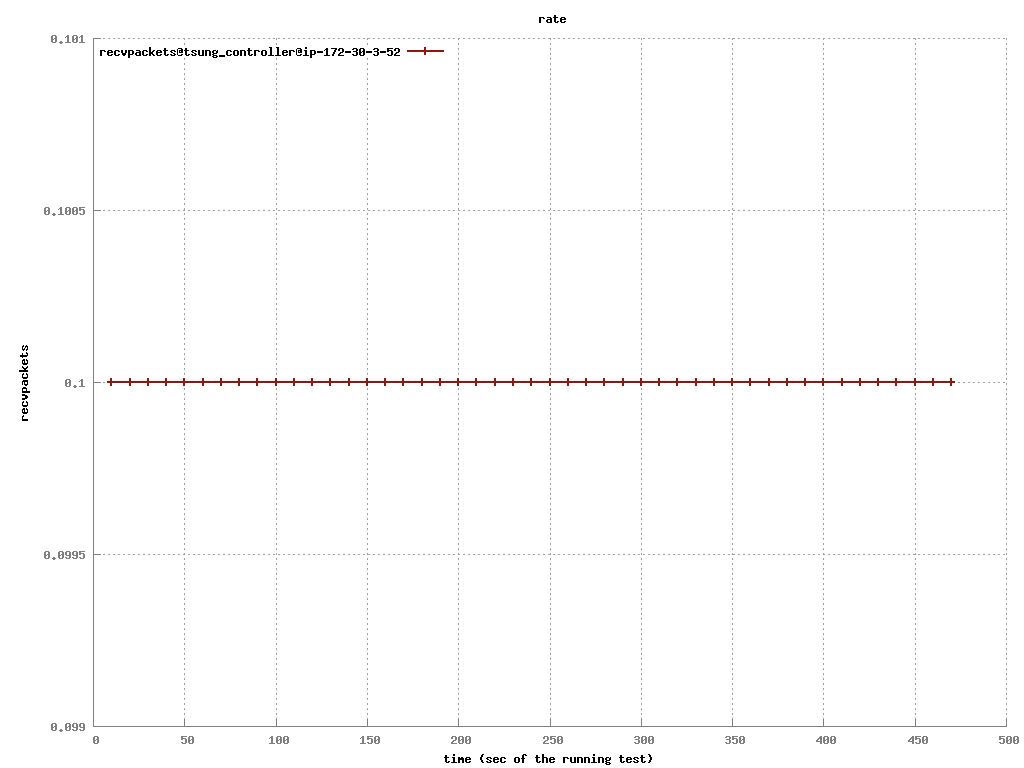 rate
0.101
recvpackets@tsung_controller@ip-172-30-3-52
0.1005
recvpackets
0.1
0.0995
0.099
0 50 100 150 200 250 300 350 400 450 500
time (sec of the running test)